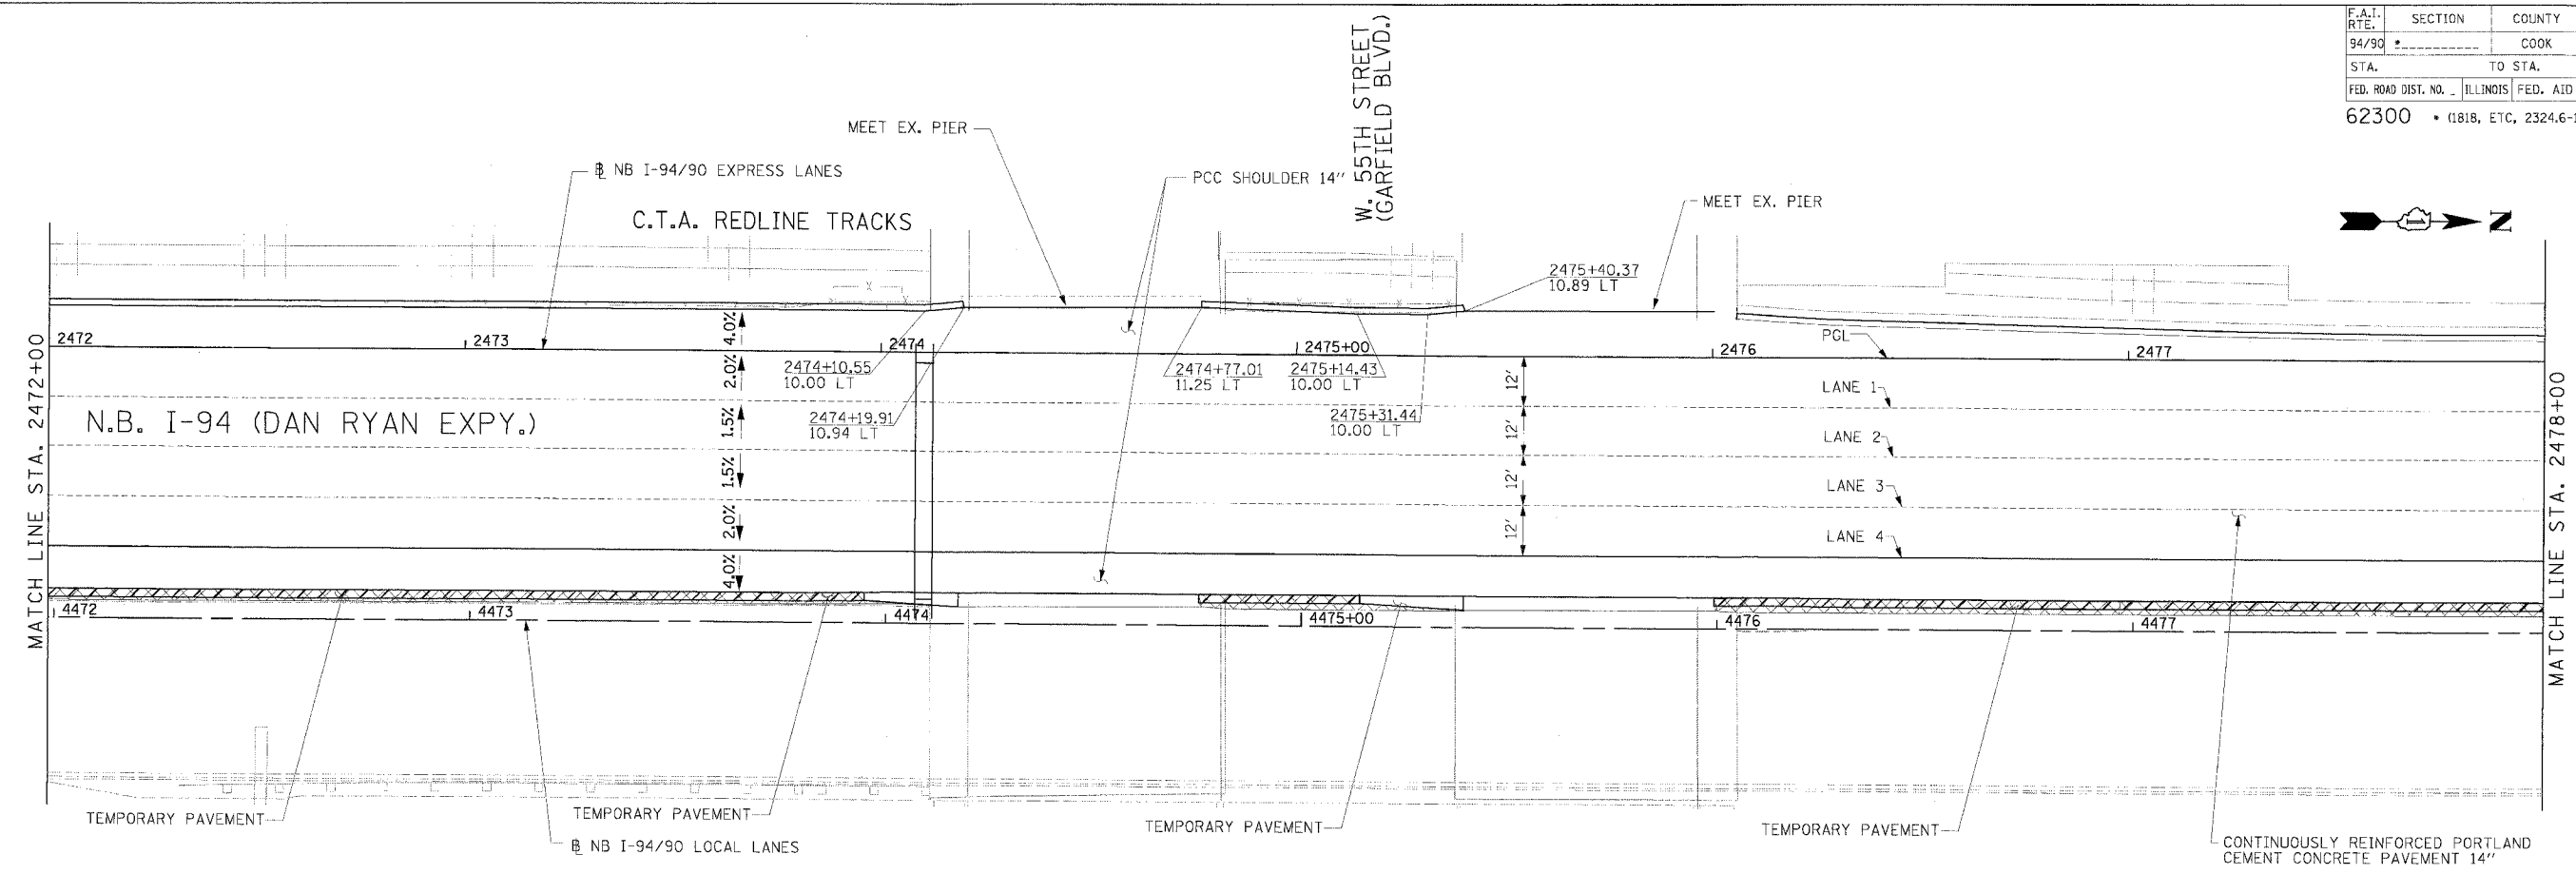 F.A.I. RTE. SECTION COUNTY
94/90 * COOK
STA. TO STA.
FED. ROAD DIST. NO. _ ILLINOIS FED. AID
62300 * (1818, ETC, 2324.6-
W. 55TH STREET
(GARFIELD BLVD.)
MEET EX. PIER
℄ NB I-94/90 EXPRESS LANES
PCC SHOULDER 14"
MEET EX. PIER
C.T.A. REDLINE TRACKS
N
2475+40.37
10.89 LT
MATCH LINE STA. 2472+00
2472
2473
2474
2475+00
2476
2477
PGL
4.0%
2.0%
1.5%
1.5%
2.0%
4.0%
2474+10.55
10.00 LT
2474+19.91
10.94 LT
2474+77.01
11.25 LT
2475+14.43
10.00 LT
2475+31.44
10.00 LT
12'
12'
12'
12'
LANE 1
LANE 2
LANE 3
LANE 4
N.B. I-94 (DAN RYAN EXPY.)
MATCH LINE STA. 2478+00
4472
4473
4474
4475+00
4476
4477
TEMPORARY PAVEMENT
TEMPORARY PAVEMENT
TEMPORARY PAVEMENT
TEMPORARY PAVEMENT
℄ NB I-94/90 LOCAL LANES
CONTINUOUSLY REINFORCED PORTLAND
CEMENT CONCRETE PAVEMENT 14"